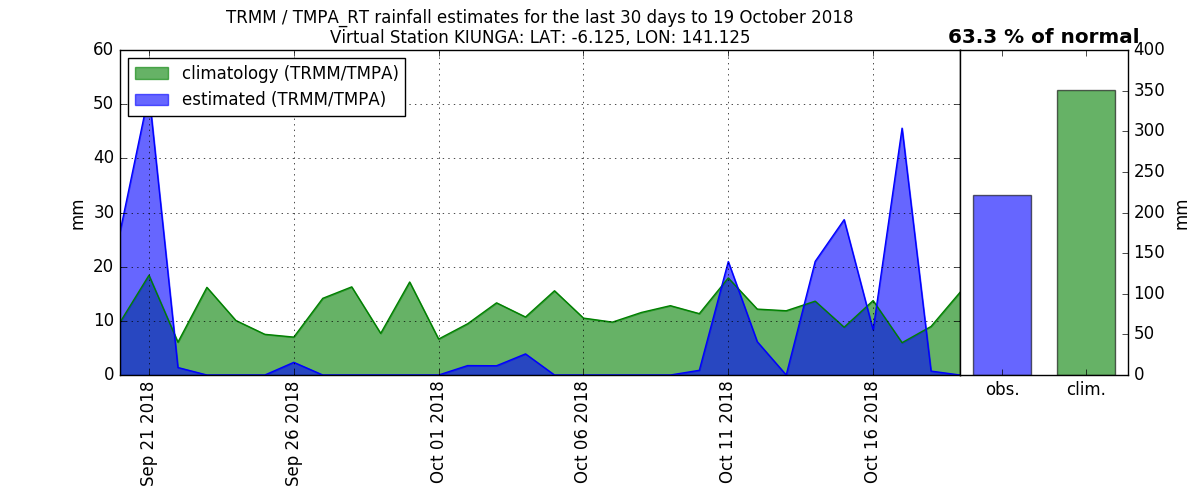 TRMM / TMPA_RT rainfall estimates for the last 30 days to 19 October 2018
Virtual Station KIUNGA: LAT: -6.125, LON: 141.125
63.3 % of normal
climatology (TRMM/TMPA)
estimated (TRMM/TMPA)
60
50
40
30
20
10
0
mm
Sep 21 2018
Sep 26 2018
Oct 01 2018
Oct 06 2018
Oct 11 2018
Oct 16 2018
400
350
300
250
200
150
100
50
0
mm
obs.
clim.